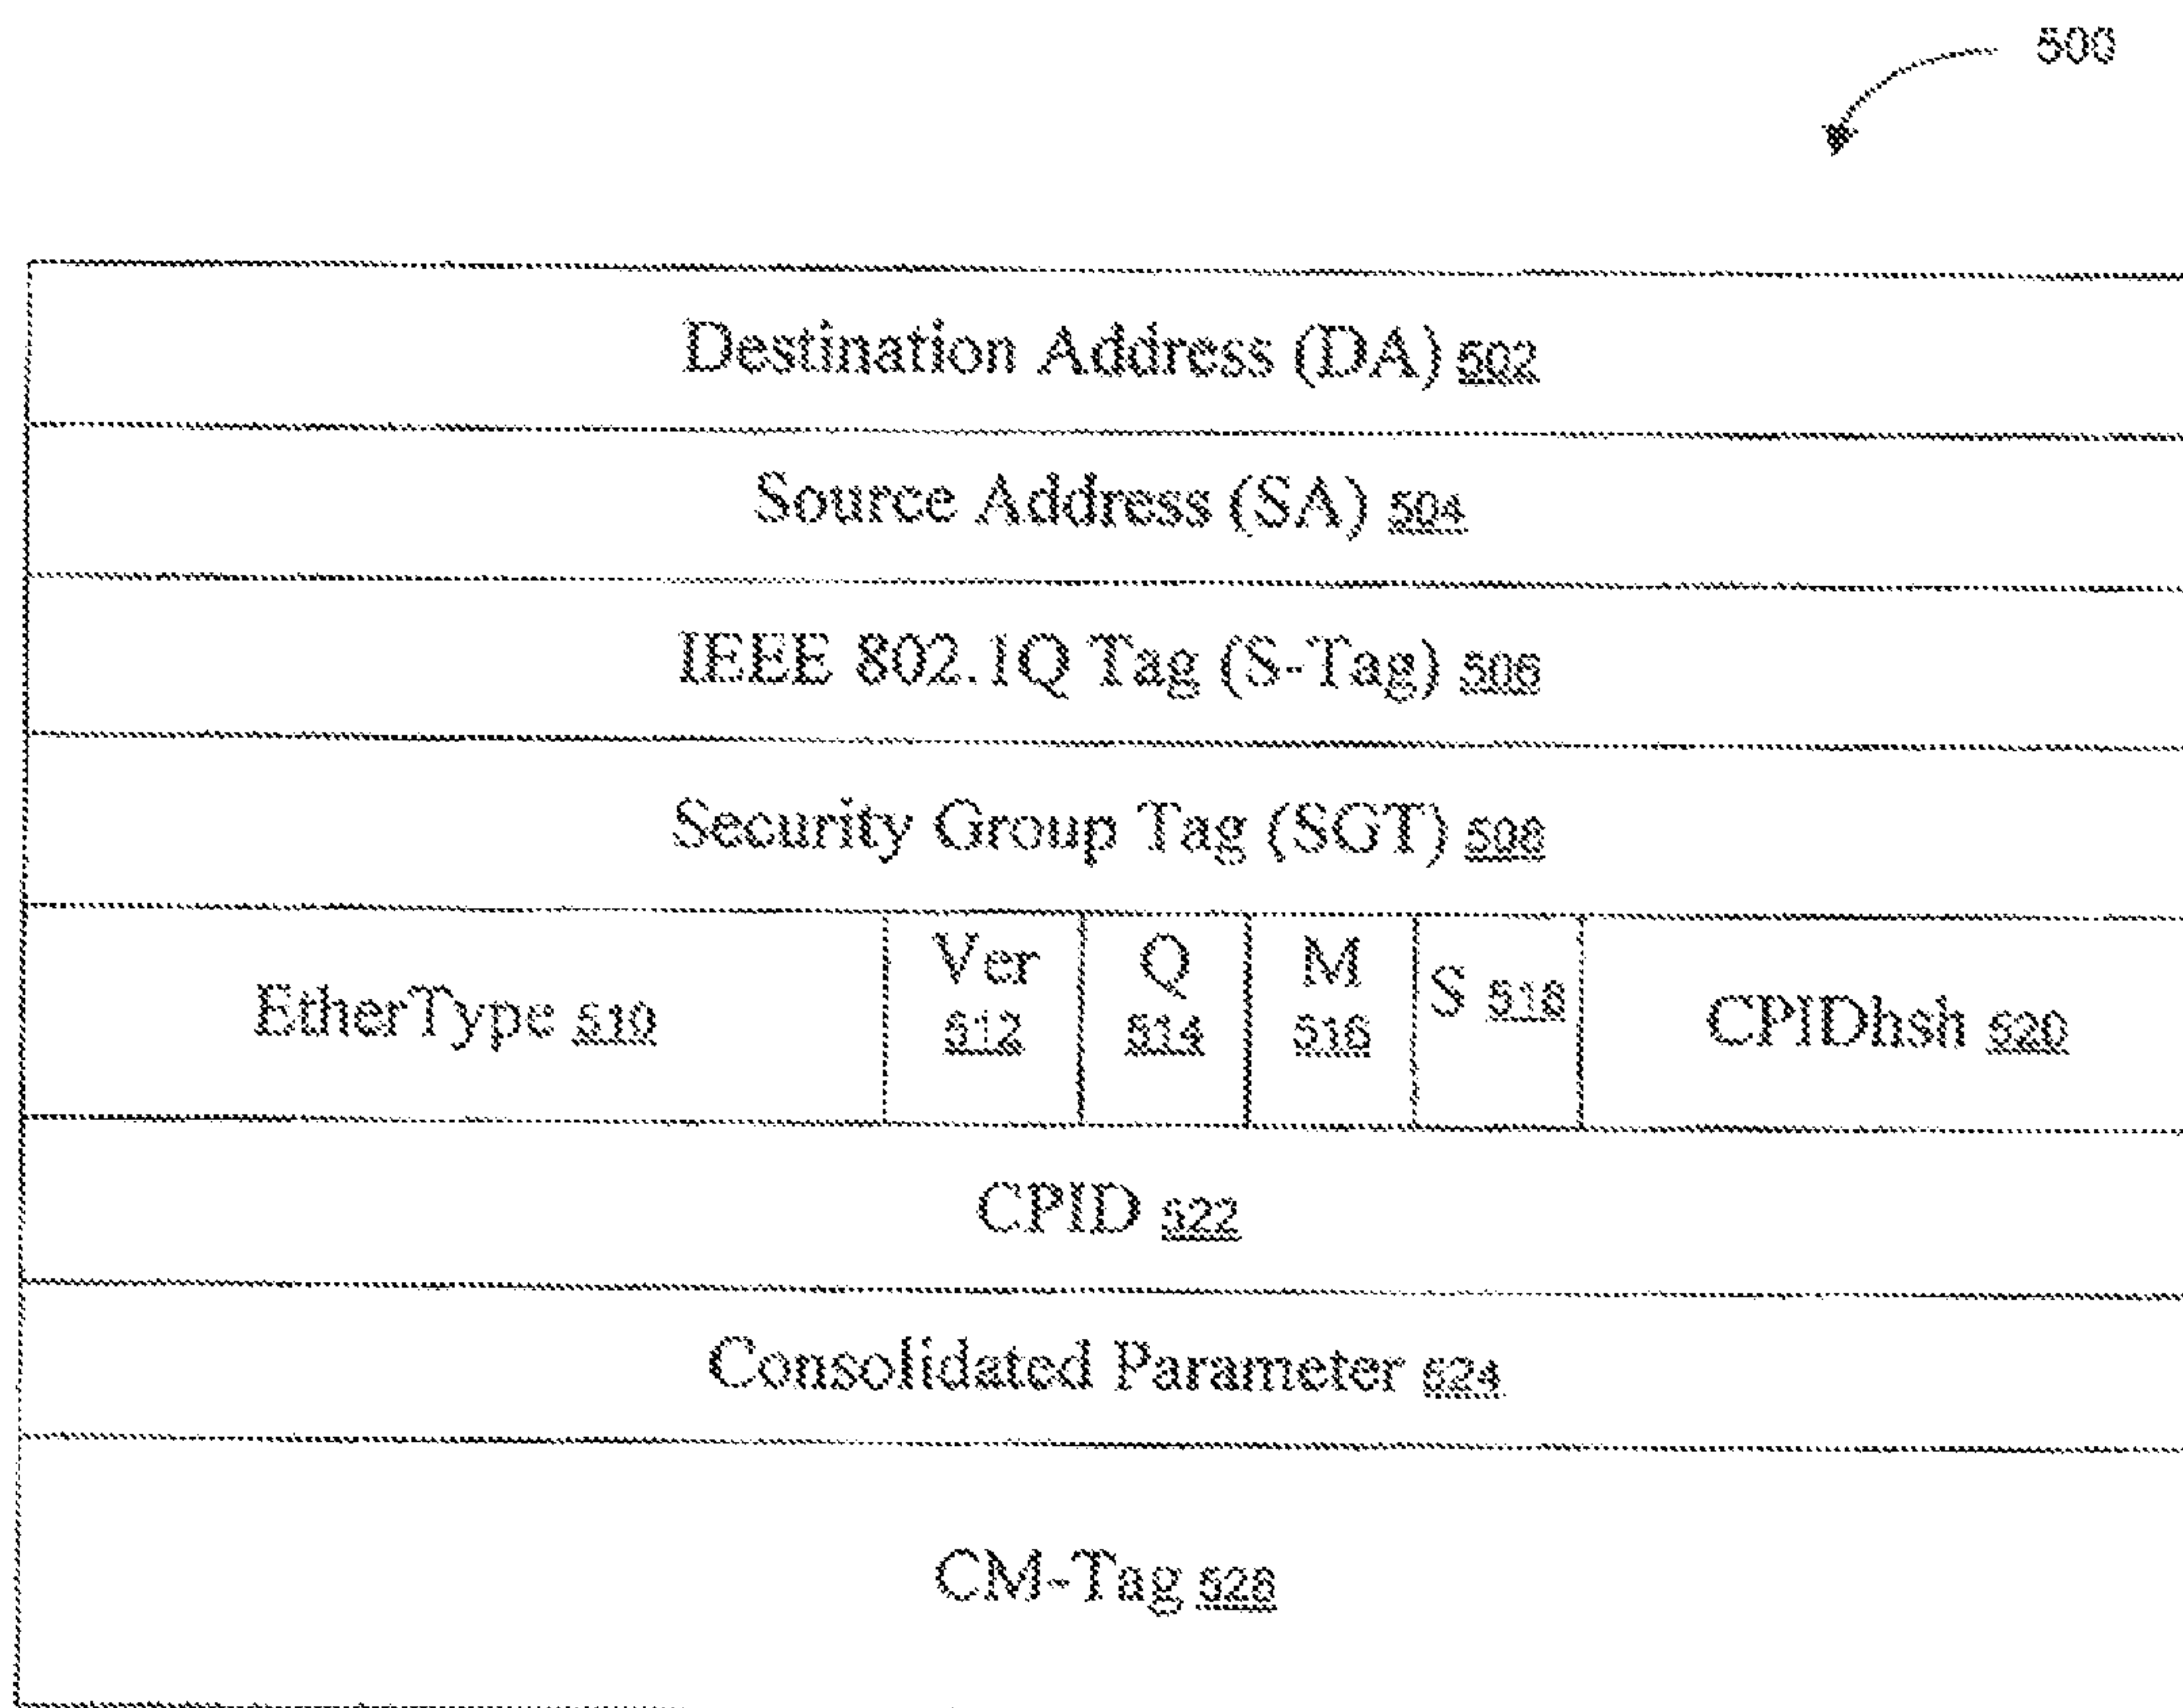 500
Destination Address (DA) 502
Source Address (SA) 504
IEEE 802.1Q Tag (S-Tag) 506
Security Group Tag (SGT) 508
EtherType 510
Ver 512
Q 514
M 516
S 518
CPIDhsh 520
CPID 522
Consolidated Parameter 524
CM-Tag